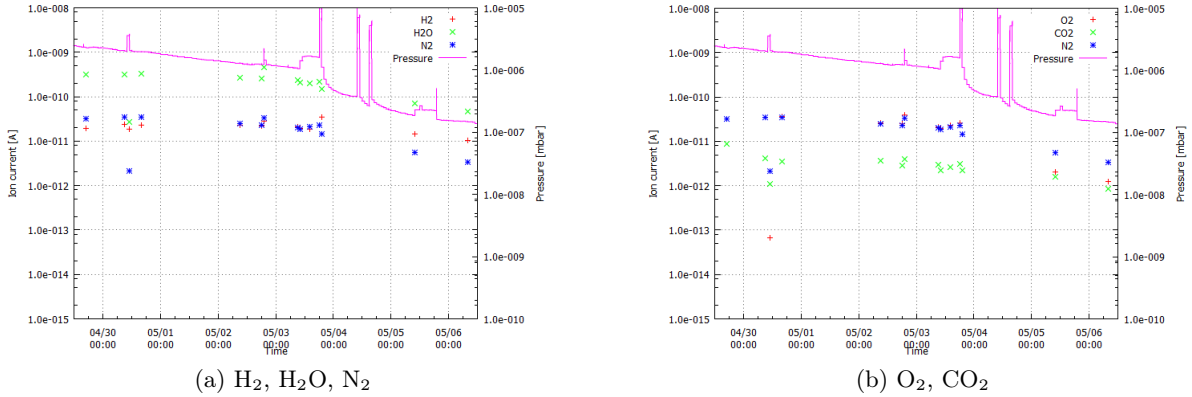 1.0e-008
1.0e-009
1.0e-010
1.0e-011
1.0e-012
1.0e-013
1.0e-014
1.0e-015
Ion current [A]
H2
H2O
N2
Pressure
1.0e-005
1.0e-006
1.0e-007
1.0e-008
1.0e-009
1.0e-010
Pressure [mbar]
04/30 05/01 05/02 05/03 05/04 05/05 05/06
00:00 00:00 00:00 00:00 00:00 00:00 00:00
Time
(a) H₂, H₂O, N₂
1.0e-008
1.0e-009
1.0e-010
1.0e-011
1.0e-012
1.0e-013
1.0e-014
1.0e-015
Ion current [A]
O2
CO2
N2
Pressure
1.0e-005
1.0e-006
1.0e-007
1.0e-008
1.0e-009
1.0e-010
Pressure [mbar]
04/30 05/01 05/02 05/03 05/04 05/05 05/06
00:00 00:00 00:00 00:00 00:00 00:00 00:00
Time
(b) O₂, CO₂